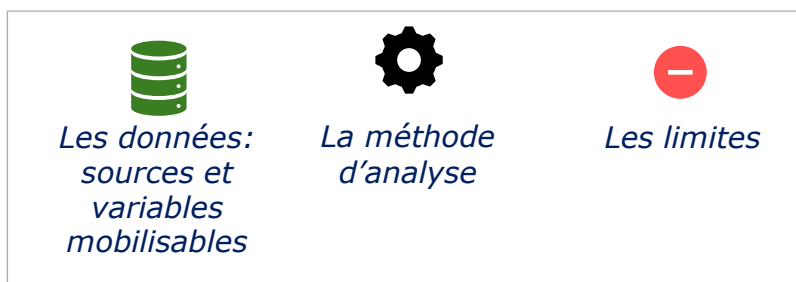 Les données:
sources et
variables
mobilisables
La méthode
d’analyse
Les limites